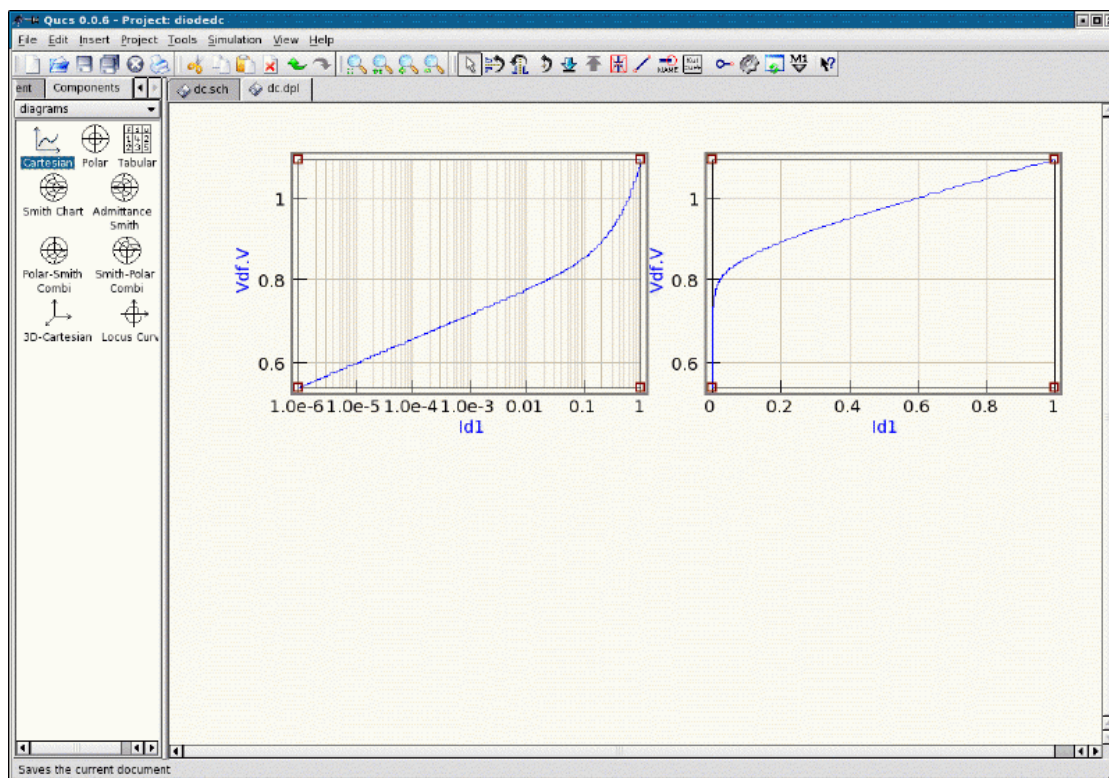 Qucs 0.0.6 - Project: diodedc
File Edit Insert Project Tools Simulation View Help
NAME
M1
ent Components
dc.sch dc.dpl
diagrams
Cartesian Polar Tabular
Smith Chart Admittance
Smith
Polar-Smith Smith-Polar
Combi Combi
3D-Cartesian Locus Curv
Vdf.V
1
0.8
0.6
1.0e-6 1.0e-5 1.0e-4 1.0e-3 0.01 0.1 1
Id1
Vdf.V
1
0.8
0.6
0 0.2 0.4 0.6 0.8 1
Id1
Saves the current document